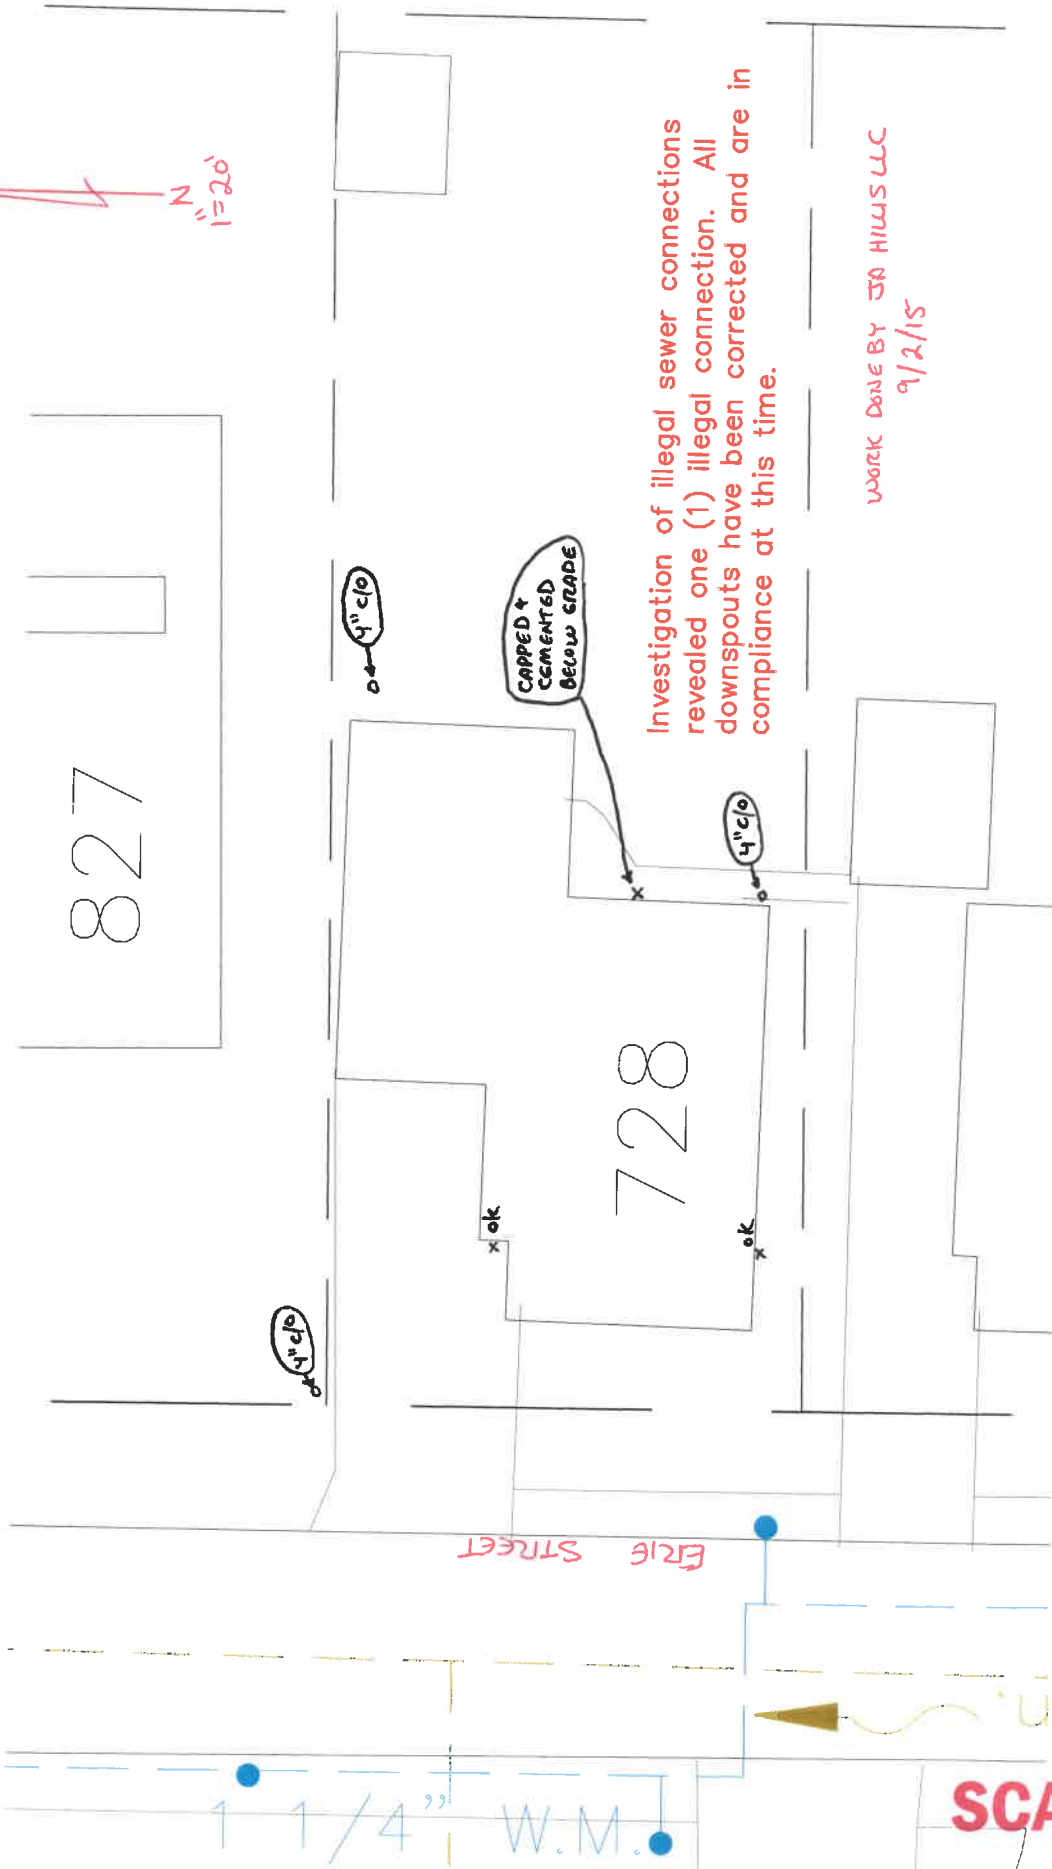 N
1"=20'
827
4" c/o
CAPPED &
CEMENTED
BELOW GRADE
Investigation of illegal sewer connections
revealed one (1) illegal connection. All
downspouts have been corrected and are in
compliance at this time.
WORK DONE BY JR HILLIS LLC
9/2/15
4" c/o
728
x ok
ok
x
4" c/o
ERIE STREET
1 1/4" W.M.
SCA